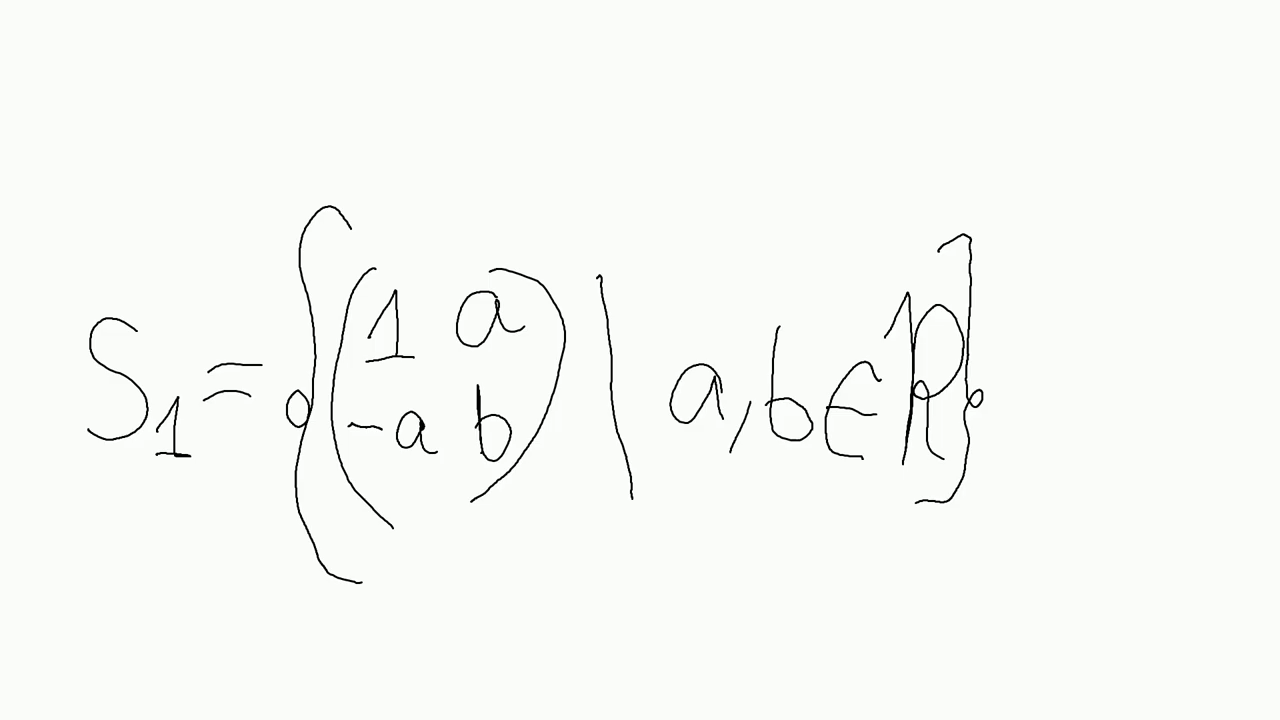 S₁ = { ( 1 a ; -a b ) | a, b ∈ ℝ }